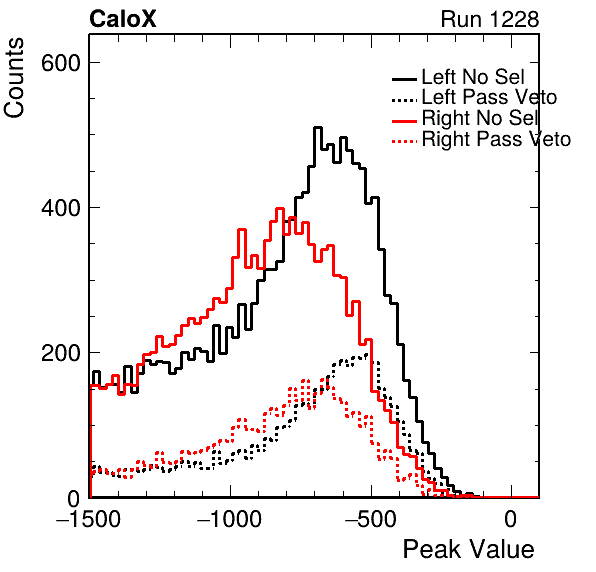 CaloX Run 1228
Counts
600
400
200
0
Left No Sel
Left Pass Veto
Right No Sel
Right Pass Veto
−1500 −1000 −500 0
Peak Value